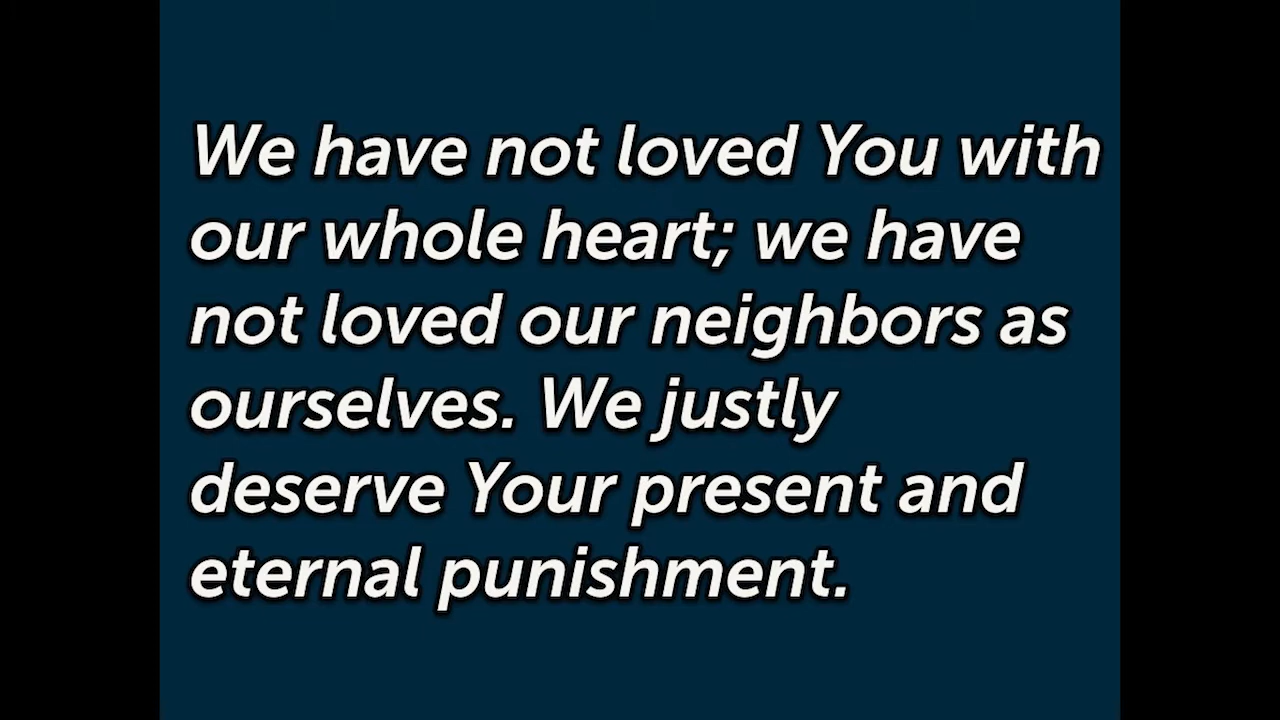 We have not loved You with
our whole heart; we have
not loved our neighbors as
ourselves. We justly
deserve Your present and
eternal punishment.